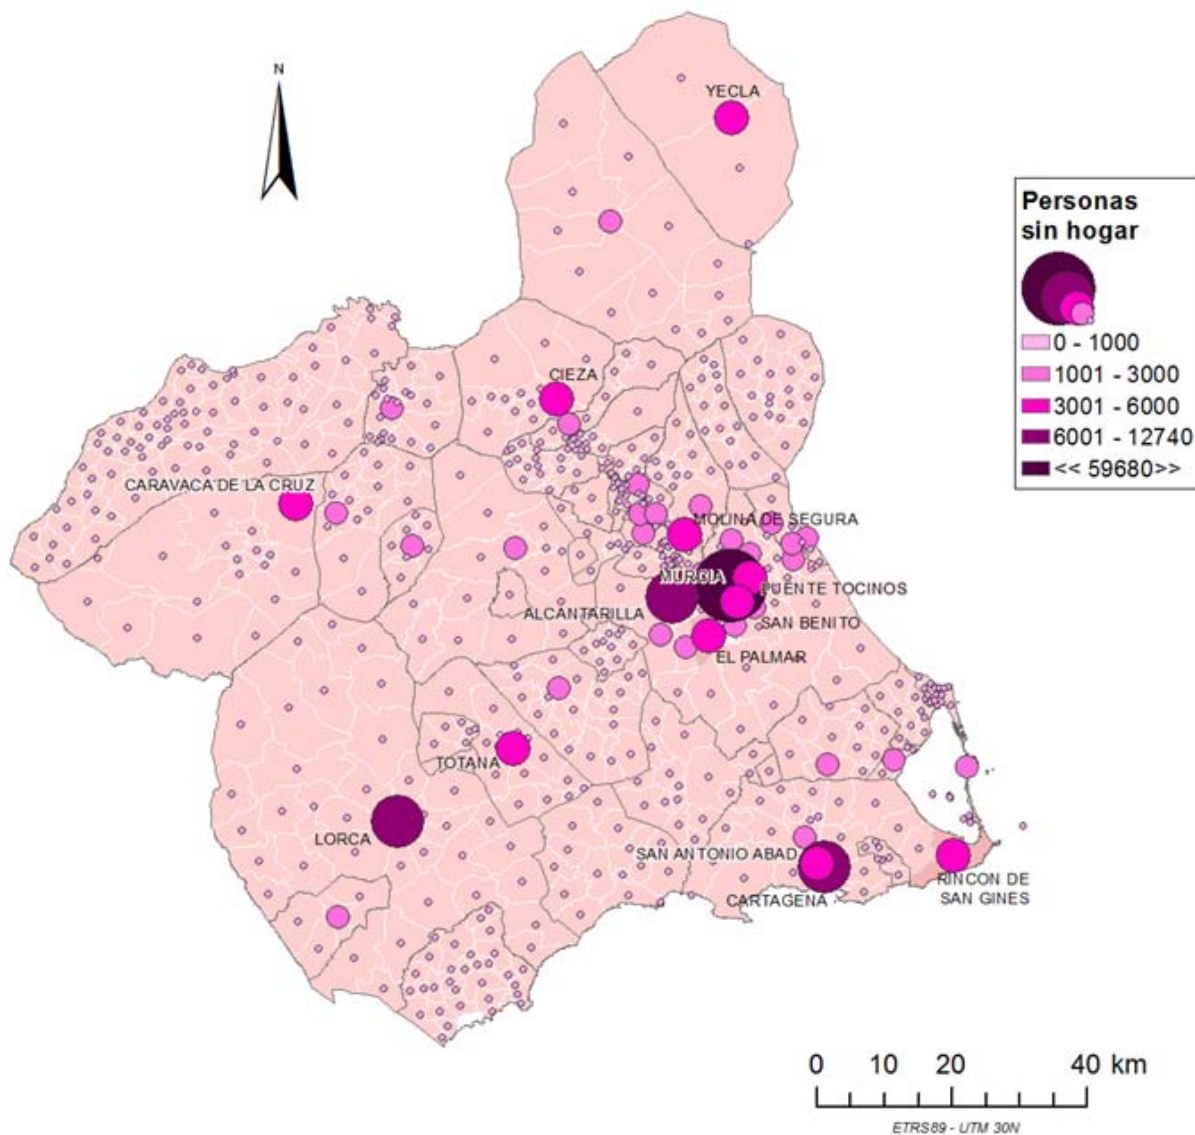 N
YECLA
Personas
sin hogar
0 - 1000
1001 - 3000
3001 - 6000
6001 - 12740
<< 59680>>
CIEZA
CARAVACA DE LA CRUZ
MOLINA DE SEGURA
MURCIA
PUENTE TOCINOS
ALCANTARILLA
SAN BENITO
EL PALMAR
TOTANA
LORCA
SAN ANTONIO ABAD
RINCON DE
SAN GINES
CARTAGENA
0 10 20 40 km
ETRS89 - UTM 30N